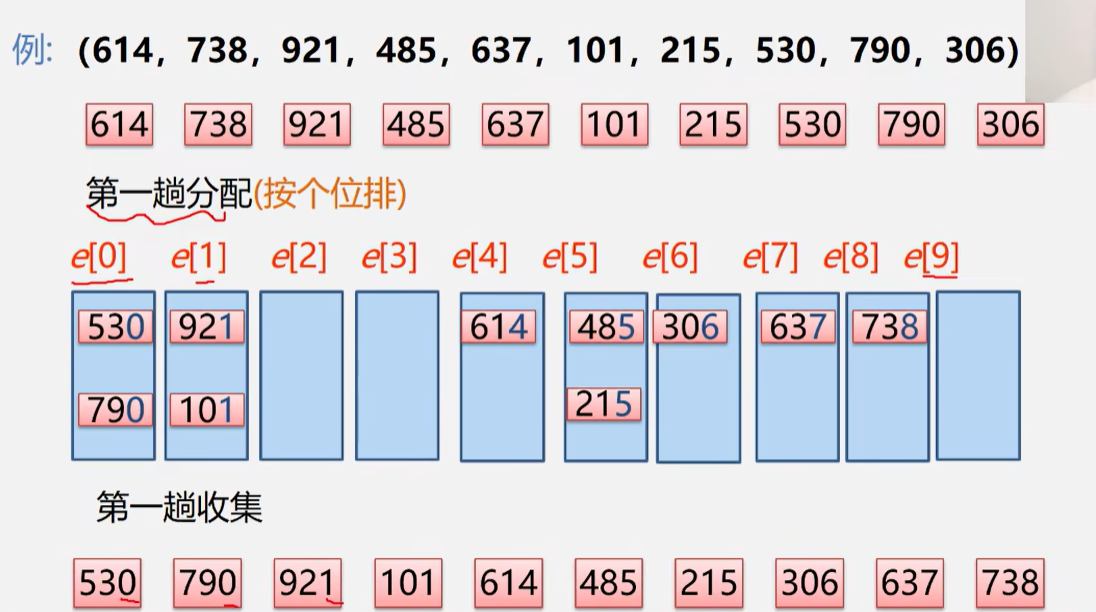 例: (614, 738, 921, 485, 637, 101, 215, 530, 790, 306)
614 738 921 485 637 101 215 530 790 306
第一趟分配(按个位排)
e[0] e[1] e[2] e[3] e[4] e[5] e[6] e[7] e[8] e[9]
530 921 614 485 306 637 738
790 101 215
第一趟收集
530 790 921 101 614 485 215 306 637 738